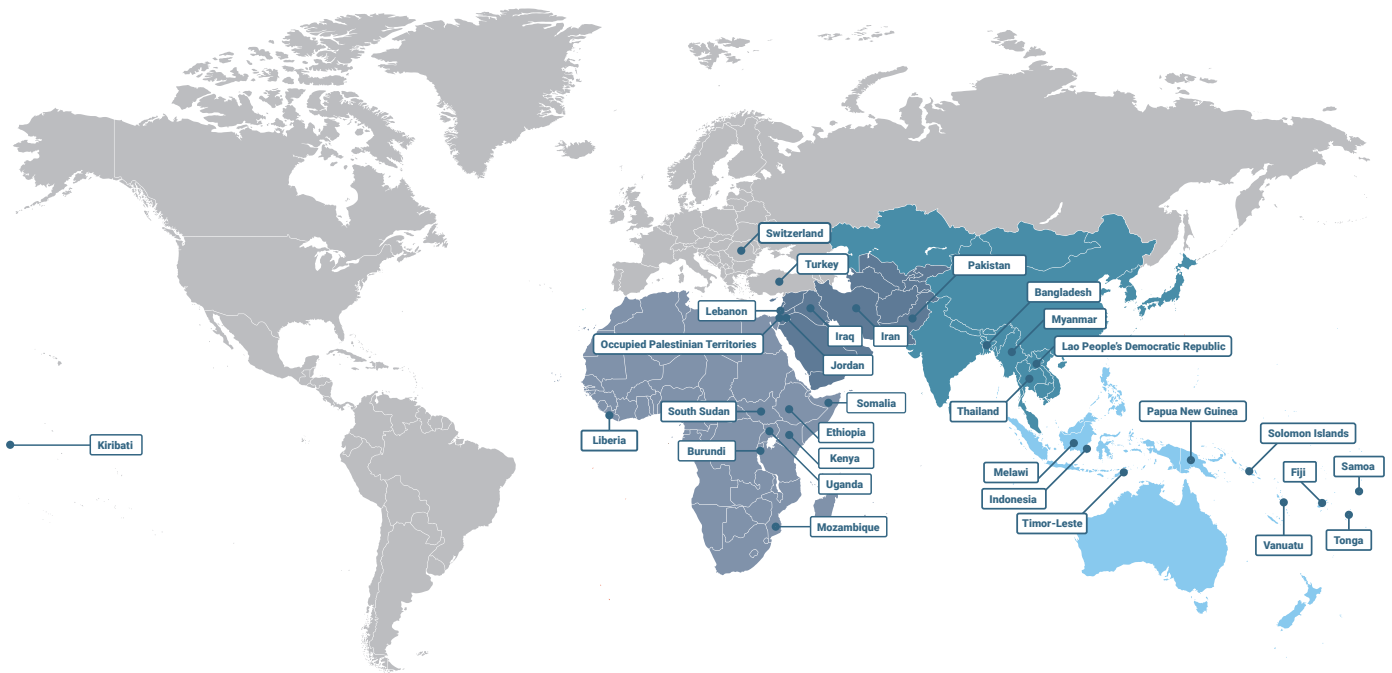 Switzerland
Turkey
Pakistan
Bangladesh
Lebanon
Myanmar
Iraq
Iran
Occupied Palestinian Territories
Lao People's Democratic Republic
Jordan
Somalia
South Sudan
Thailand
Papua New Guinea
Liberia
Ethiopia
Solomon Islands
Kiribati
Burundi
Kenya
Melawi
Fiji
Samoa
Uganda
Indonesia
Mozambique
Timor-Leste
Vanuatu
Tonga